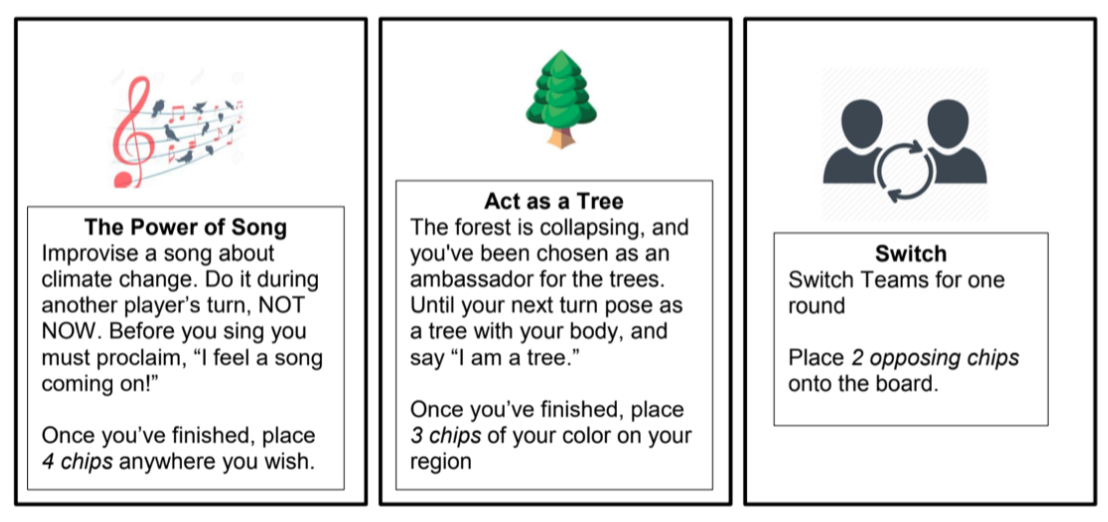 The Power of Song
Improvise a song about
climate change. Do it during
another player’s turn, NOT
NOW. Before you sing you
must proclaim, “I feel a song
coming on!”
Once you’ve finished, place
4 chips anywhere you wish.
Act as a Tree
The forest is collapsing, and
you've been chosen as an
ambassador for the trees.
Until your next turn pose as
a tree with your body, and
say “I am a tree.”
Once you’ve finished, place
3 chips of your color on your
region
Switch
Switch Teams for one
round
Place 2 opposing chips
onto the board.